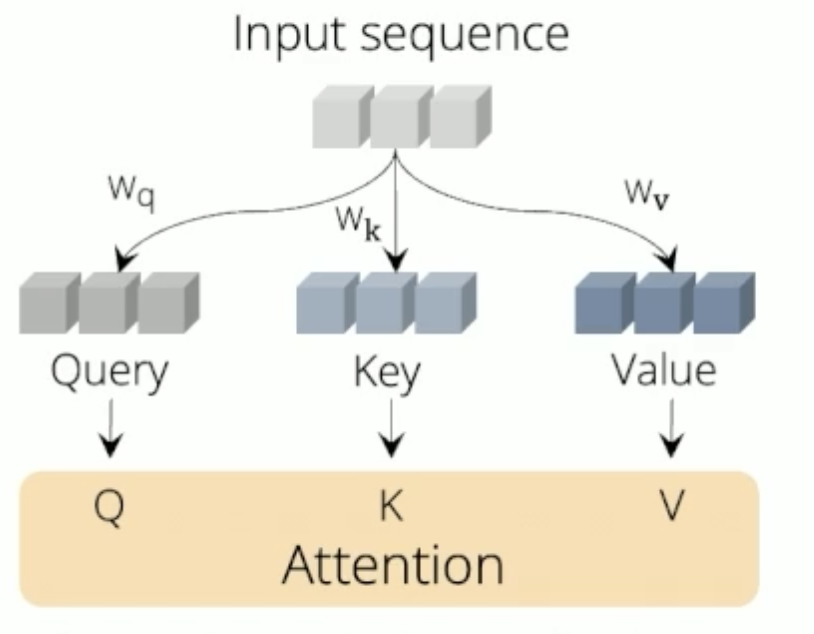 Input sequence
Wq
Wk
Wv
Query
Key
Value
Q
K
V
Attention